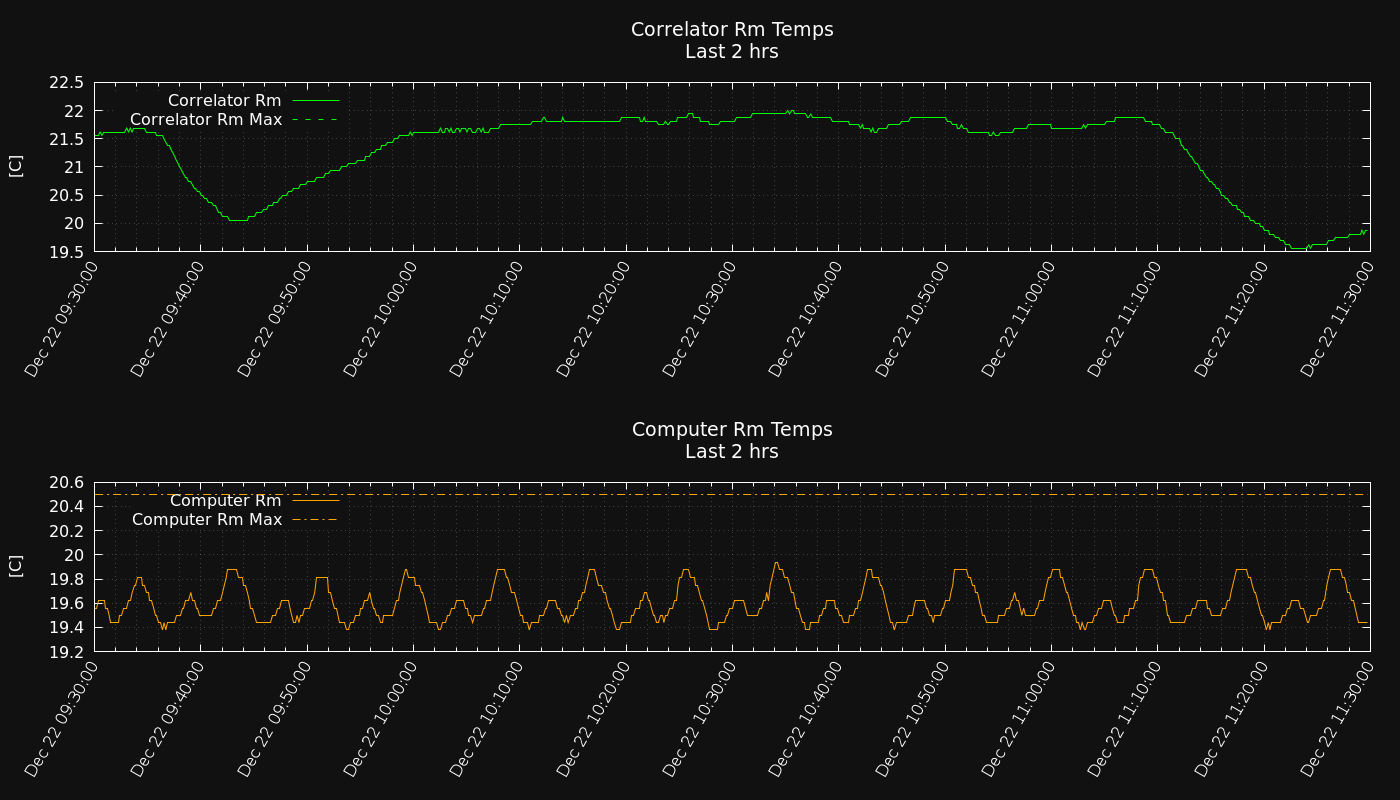 Correlator Rm Temps
Last 2 hrs
22.5
22
21.5
21
20.5
20
19.5
[C]
Correlator Rm
Correlator Rm Max
Dec 22 09:30:00
Dec 22 09:40:00
Dec 22 09:50:00
Dec 22 10:00:00
Dec 22 10:10:00
Dec 22 10:20:00
Dec 22 10:30:00
Dec 22 10:40:00
Dec 22 10:50:00
Dec 22 11:00:00
Dec 22 11:10:00
Dec 22 11:20:00
Dec 22 11:30:00
Computer Rm Temps
Last 2 hrs
20.6
20.4
20.2
20
19.8
19.6
19.4
19.2
[C]
Computer Rm
Computer Rm Max
Dec 22 09:30:00
Dec 22 09:40:00
Dec 22 09:50:00
Dec 22 10:00:00
Dec 22 10:10:00
Dec 22 10:20:00
Dec 22 10:30:00
Dec 22 10:40:00
Dec 22 10:50:00
Dec 22 11:00:00
Dec 22 11:10:00
Dec 22 11:20:00
Dec 22 11:30:00